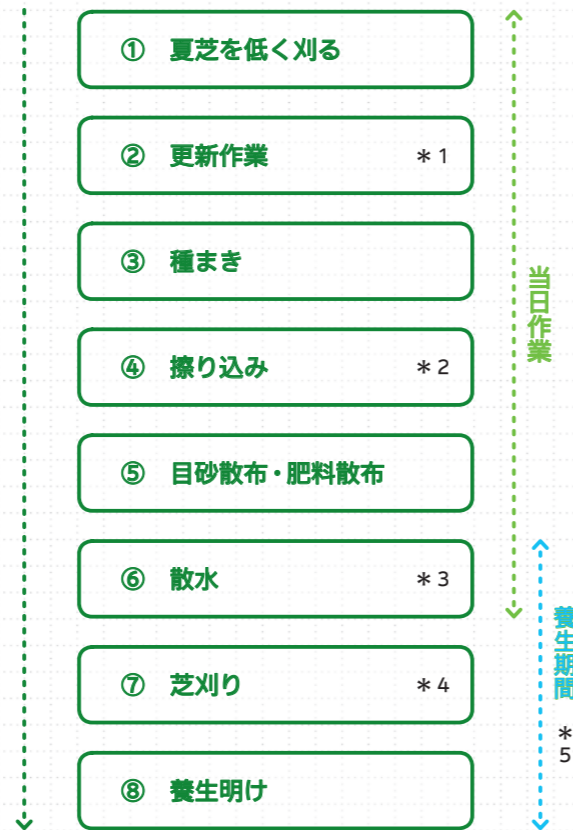 ① 夏芝を低く刈る
② 更新作業 *1
③ 種まき
④ 擦り込み *2
⑤ 目砂散布・肥料散布
⑥ 散水 *3
⑦ 芝刈り *4
⑧ 養生明け
当日作業
養生期間 *5